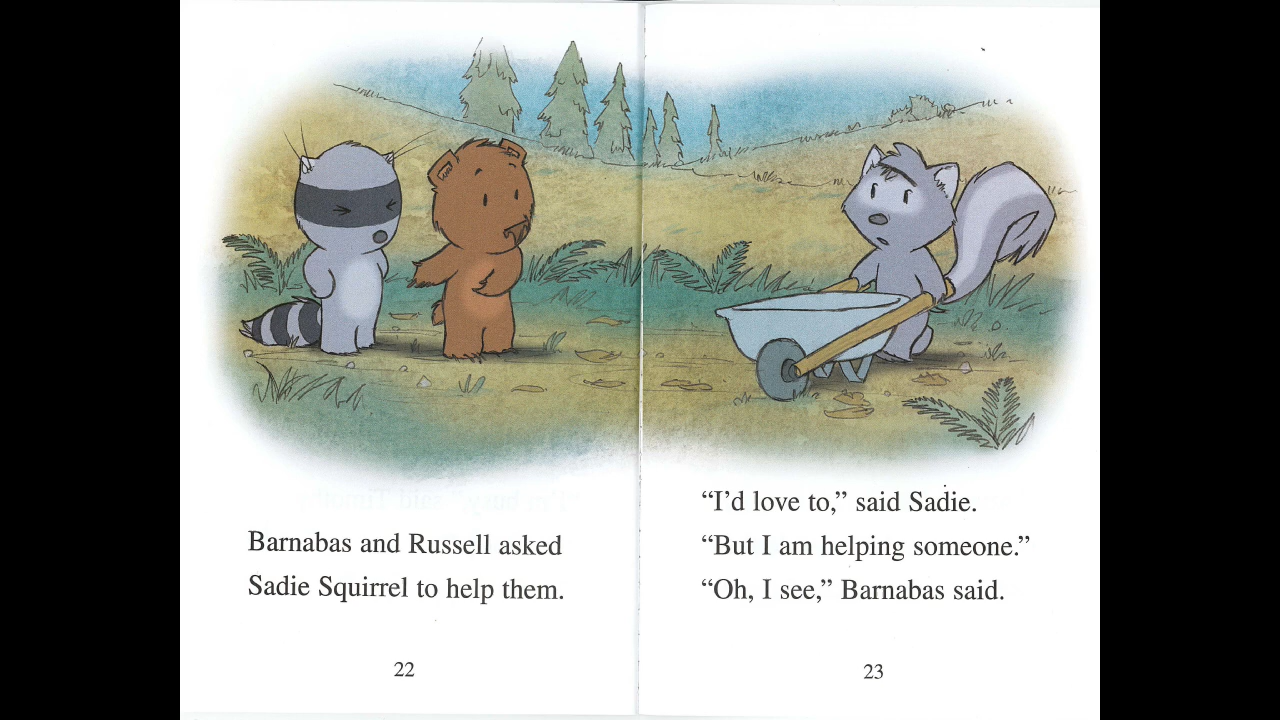 Barnabas and Russell asked
Sadie Squirrel to help them.
22
“I’d love to,” said Sadie.
“But I am helping someone.”
“Oh, I see,” Barnabas said.
23